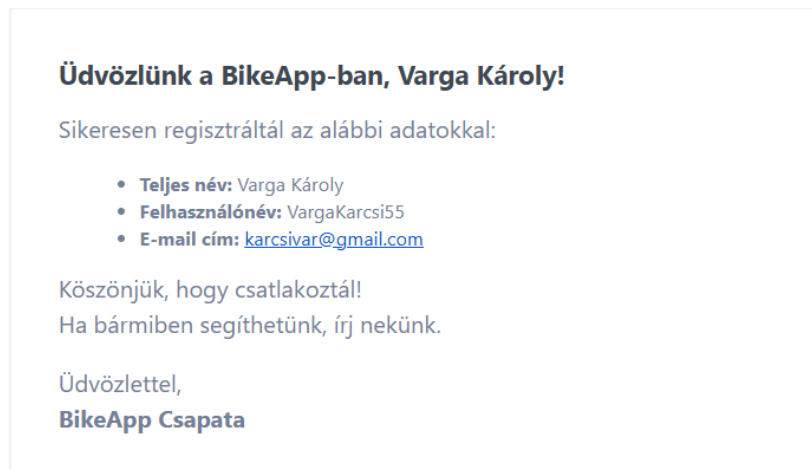 Üdvözlünk a BikeApp-ban, Varga Károly!
Sikeresen regisztráltál az alábbi adatokkal:
• Teljes név: Varga Károly
• Felhasználónév: VargaKarcsi55
• E-mail cím: karcsivar@gmail.com
Köszönjük, hogy csatlakoztál!
Ha bármiben segíthetünk, írj nekünk.
Üdvözlettel,
BikeApp Csapata